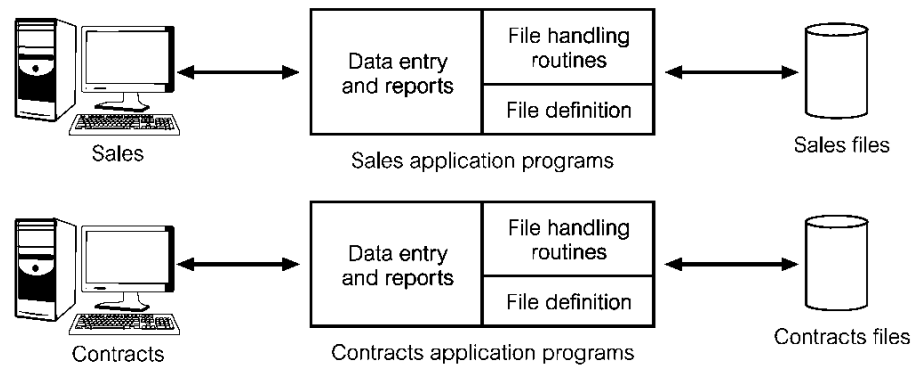 Data entry
and reports
File handling
routines
File definition
Sales
Sales application programs
Sales files
Data entry
and reports
File handling
routines
File definition
Contracts
Contracts application programs
Contracts files